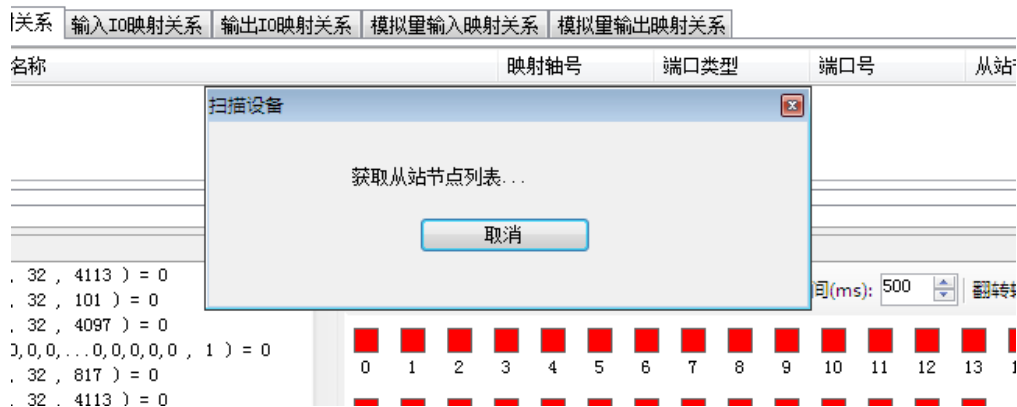 关系 输入IO映射关系 输出IO映射关系 模拟量输入映射关系 模拟量输出映射关系
名称 映射轴号 端口类型 端口号 从站
扫描设备
获取从站节点列表...
取消
, 32 , 4113 ) = 0
, 32 , 101 ) = 0
, 32 , 4097 ) = 0
0,0,0,...0,0,0,0,0 , 1 ) = 0
, 32 , 817 ) = 0
, 32 , 4113 ) = 0
间(ms): 500 翻转
0 1 2 3 4 5 6 7 8 9 10 11 12 13